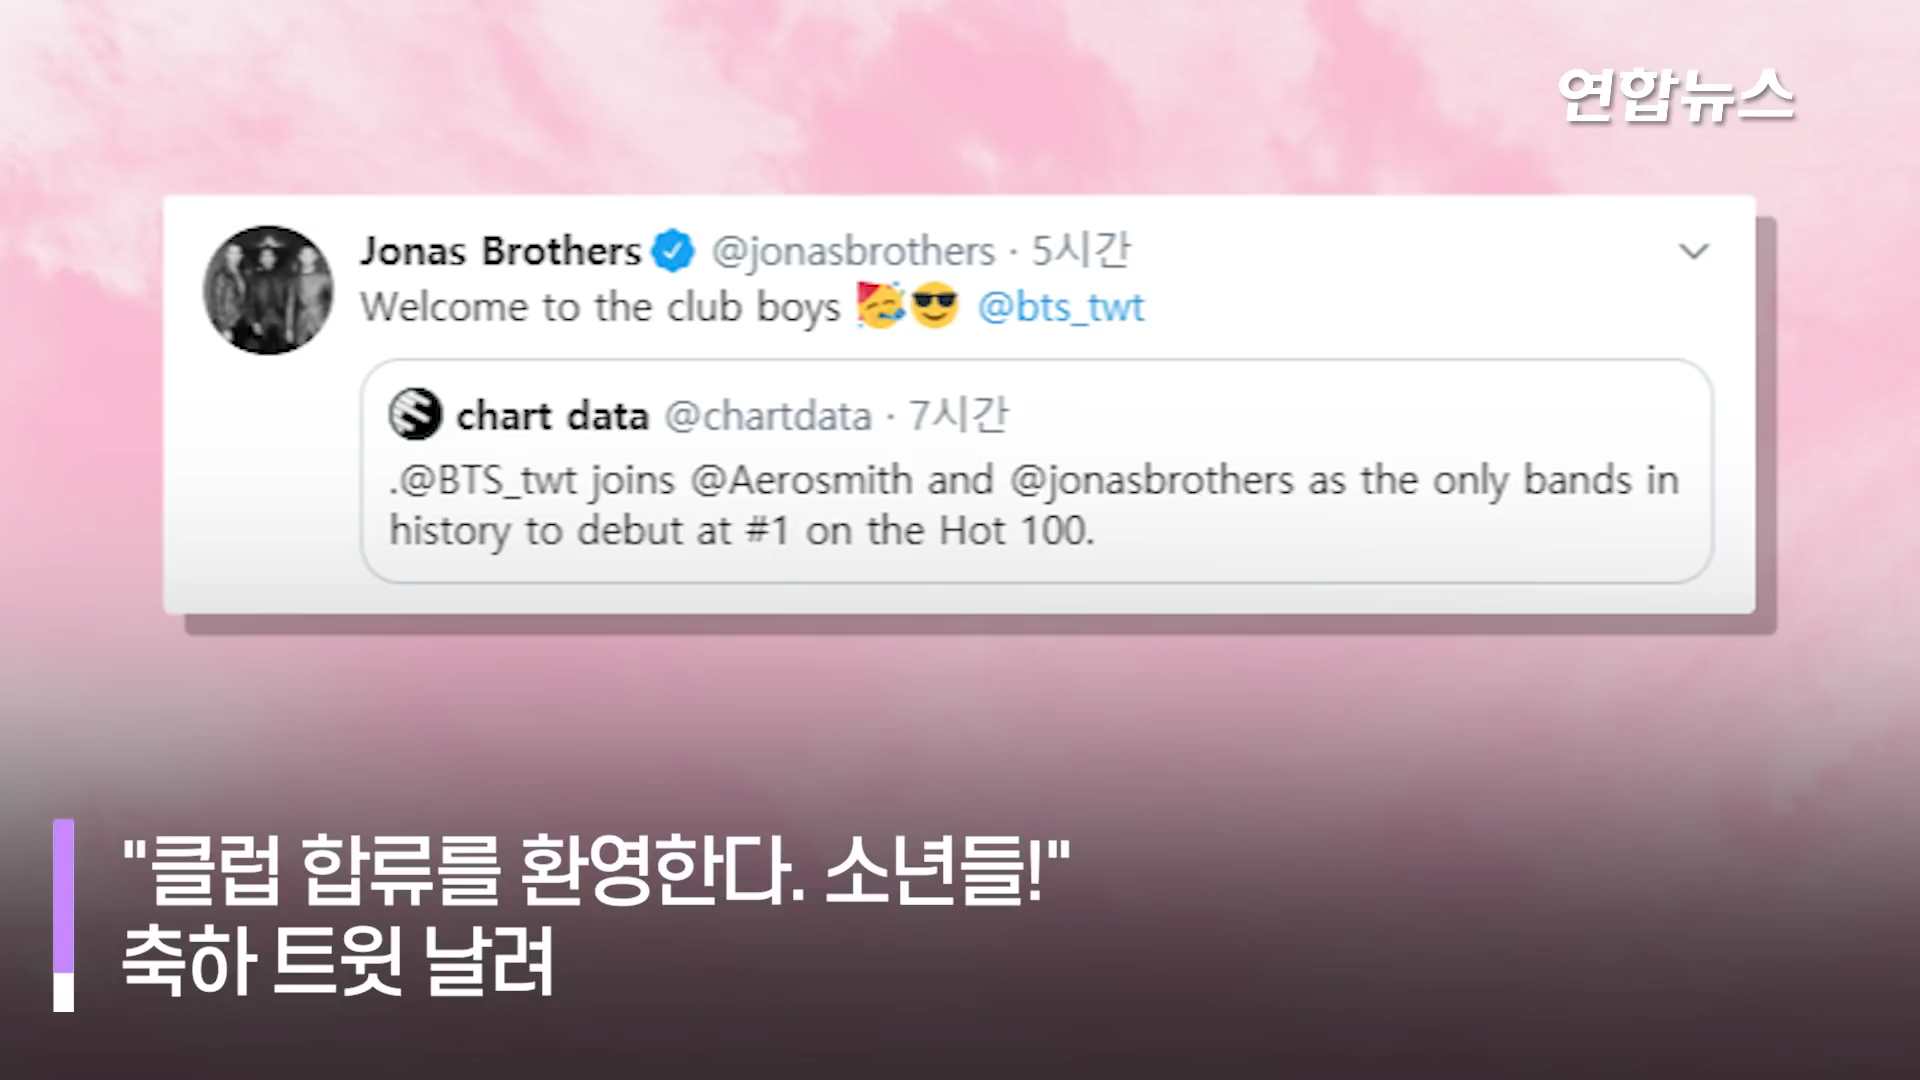 연합뉴스
Jonas Brothers @jonasbrothers · 5시간
Welcome to the club boys 🥳😎 @bts_twt
chart data @chartdata · 7시간
.@BTS_twt joins @Aerosmith and @jonasbrothers as the only bands in
history to debut at #1 on the Hot 100.
"클럽 합류를 환영한다. 소년들!"
축하 트윗 날려